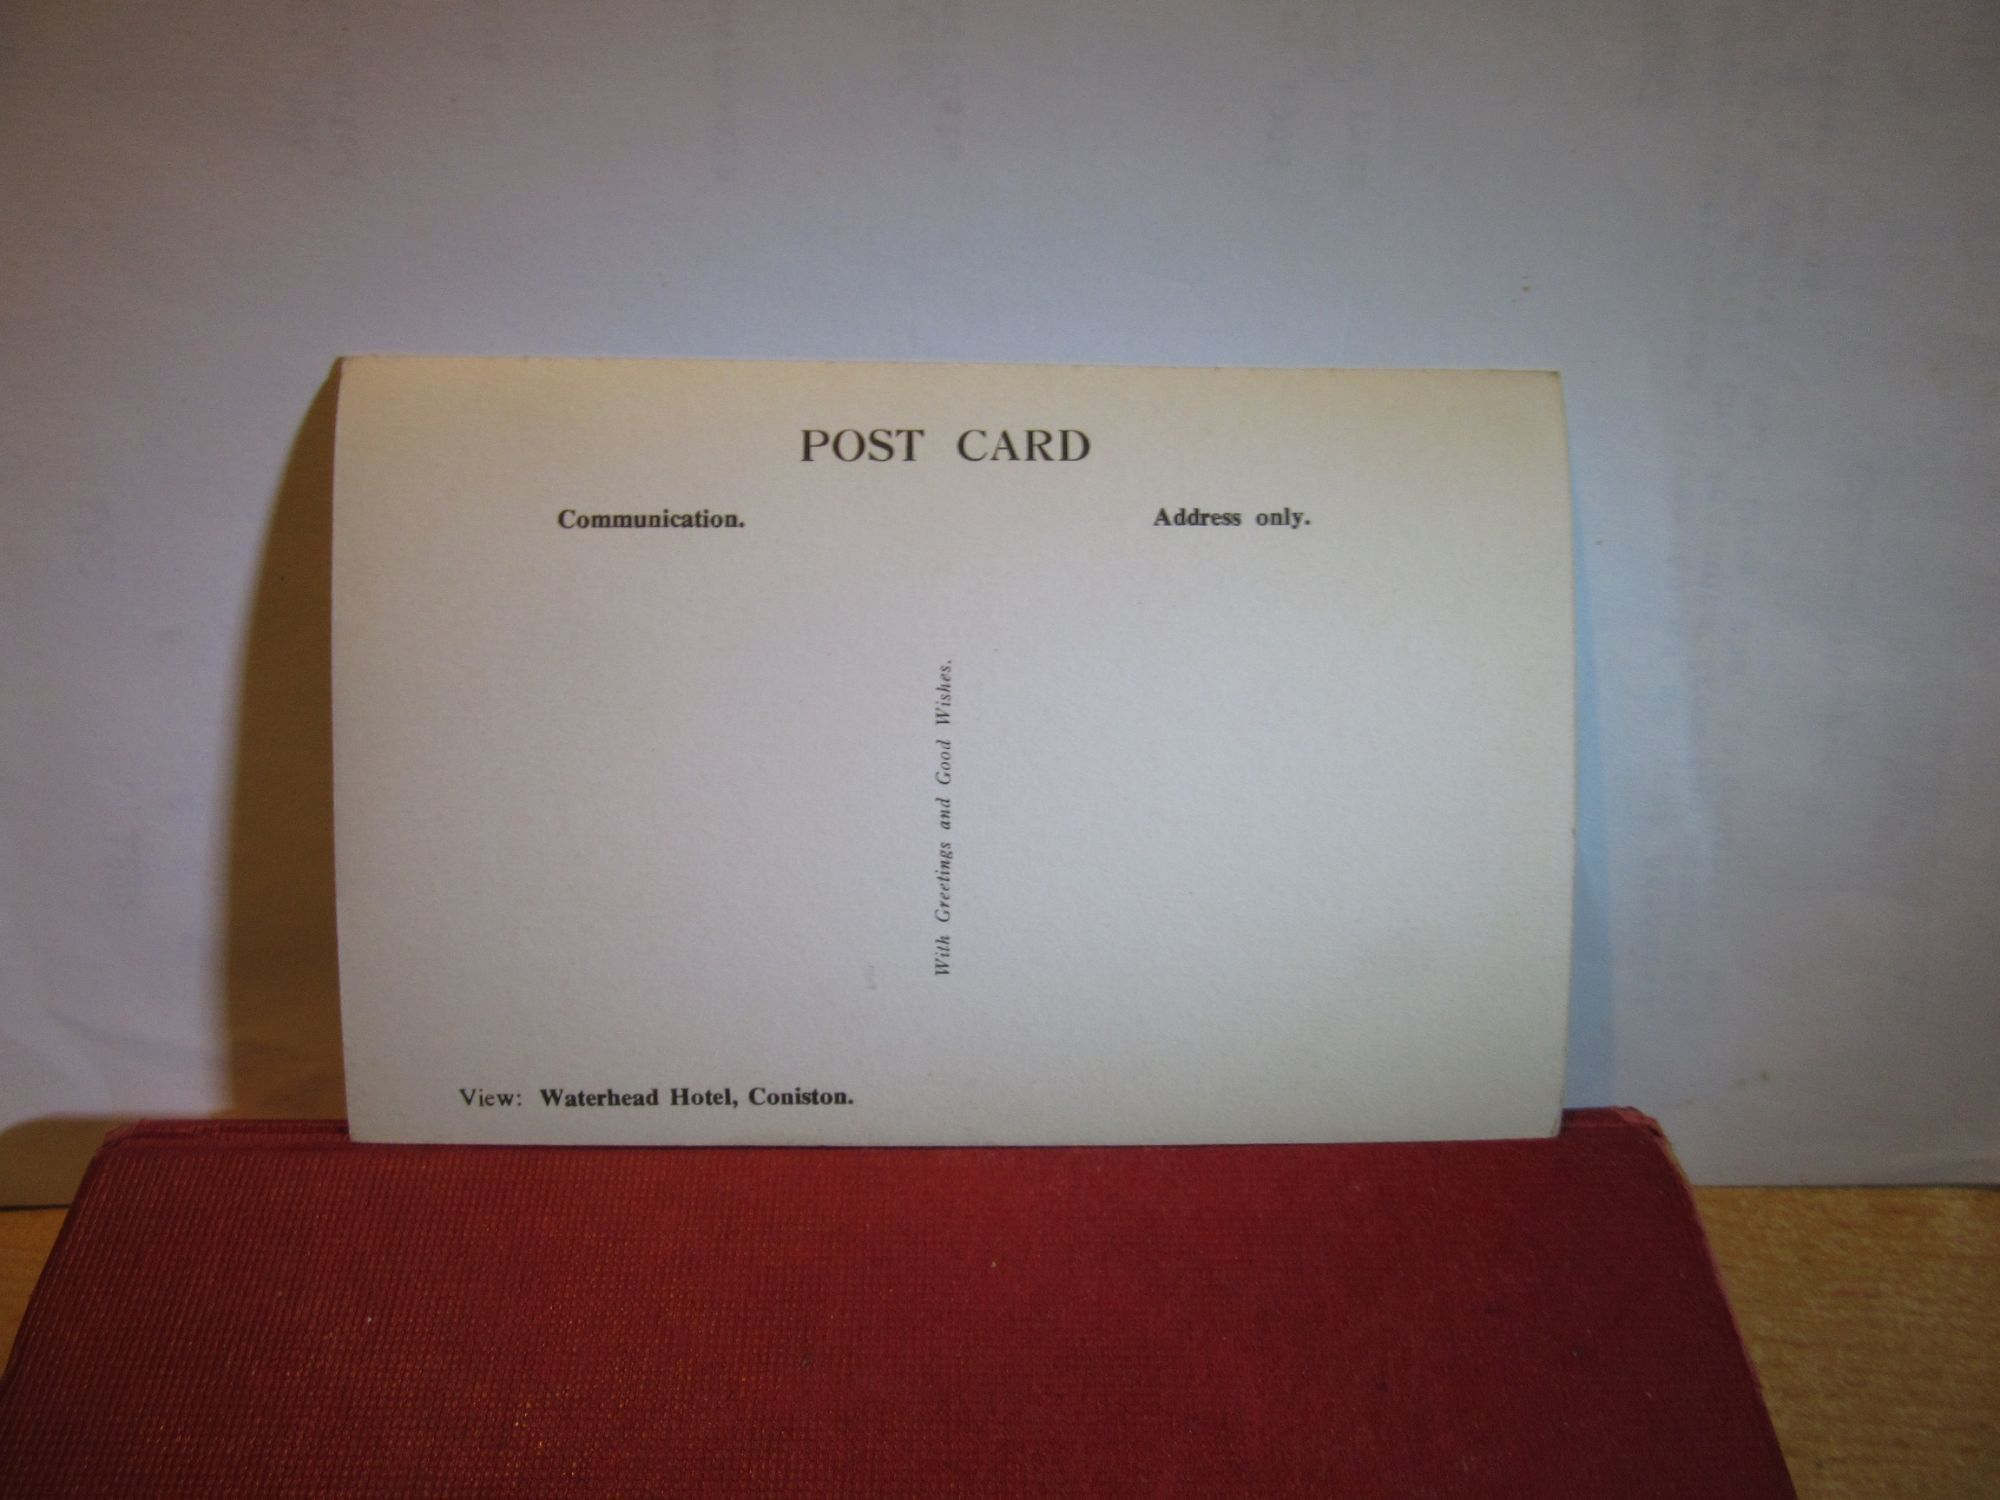 POST CARD
Communication.
Address only.
With Greetings and Good Wishes.
View: Waterhead Hotel, Coniston.